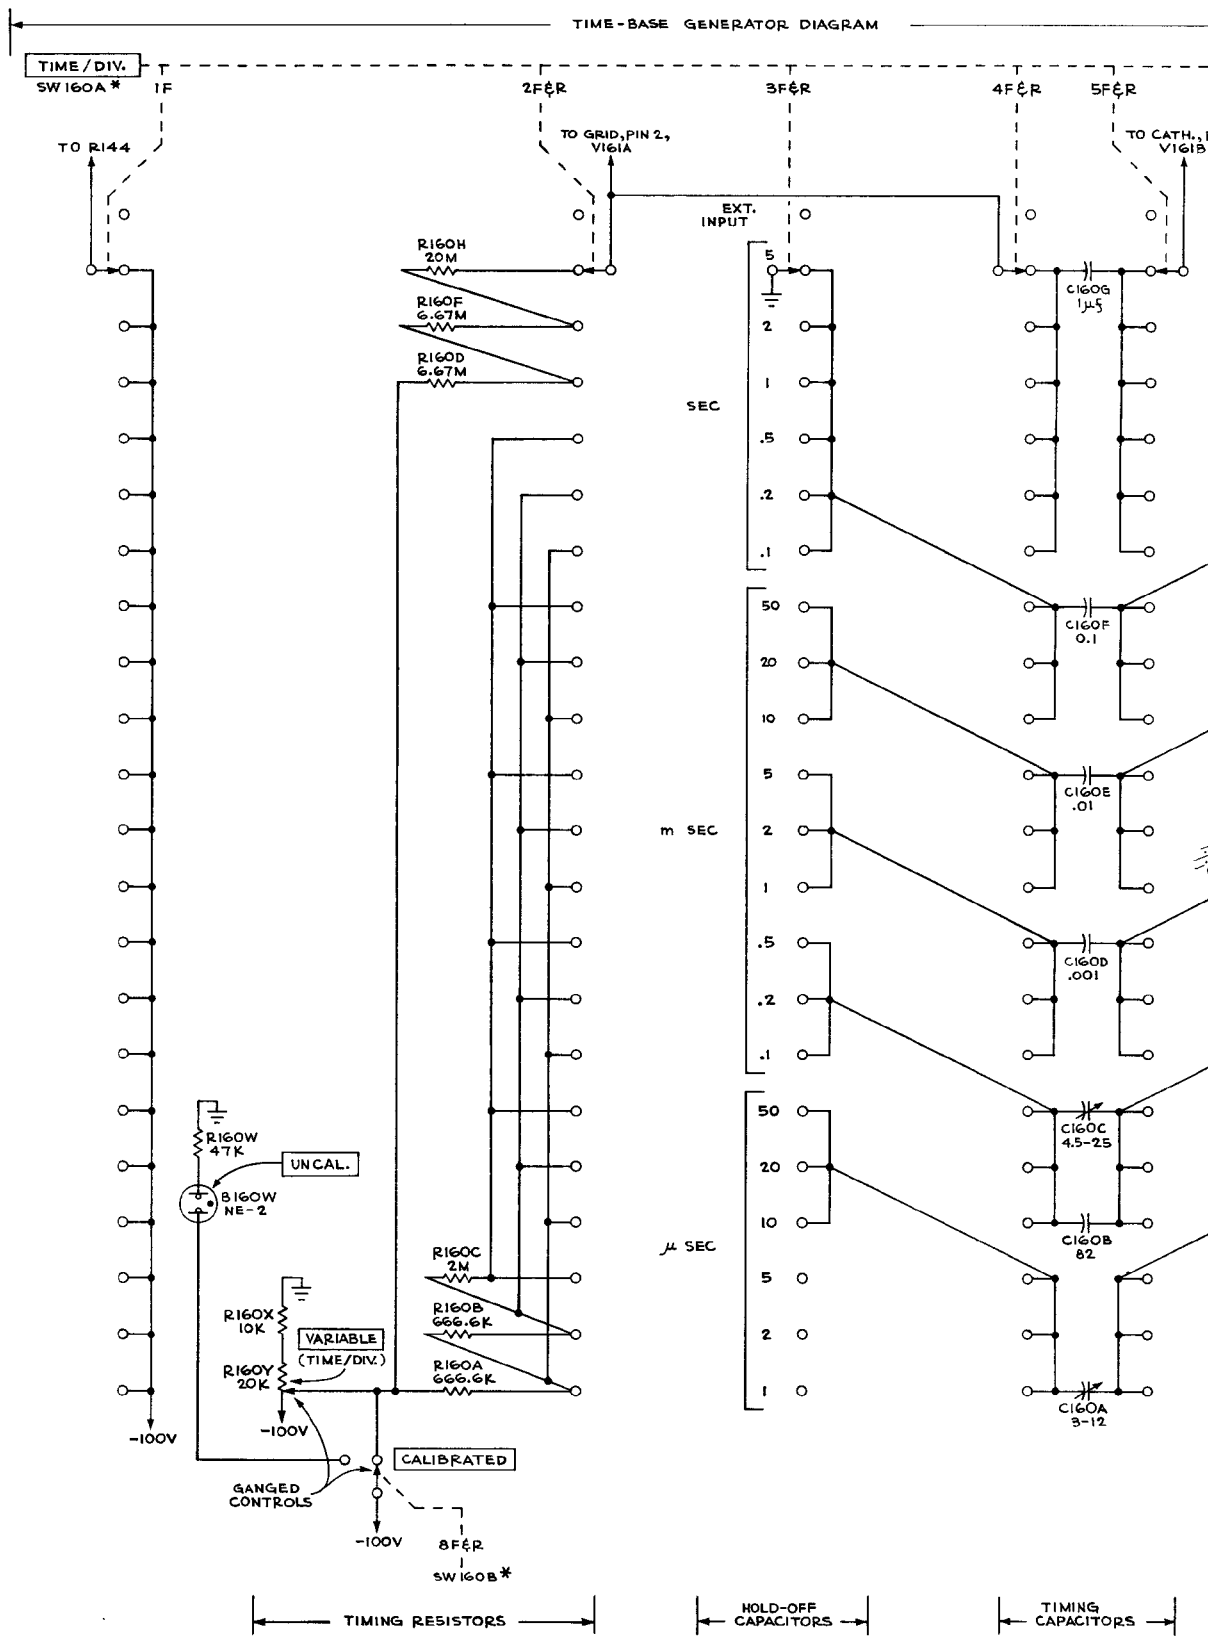 TIME-BASE GENERATOR DIAGRAM
TIME/DIV.
SW160A*
1F
2F&R
3F&R
4F&R
5F&R
TO R144
TO GRID, PIN 2,
V161A
TO CATH.,
V161B
EXT.
INPUT
R160H
20M
5
C160G
1µf
R160F
6.67M
2
R160D
6.67M
1
SEC
.5
.2
.1
50
C160F
0.1
20
10
5
C160E
.01
m SEC
2
1
.5
C160D
.001
.2
.1
50
R160W
47K
C160C
4.5-25
UNCAL.
20
B160W
NE-2
10
C160B
82
µ SEC
R160C
2M
5
R160X
10K
R160B
666.6K
2
VARIABLE
(TIME/DIV.)
R160Y
20K
R160A
666.6K
1
C160A
3-12
-100V
-100V
CALIBRATED
GANGED
CONTROLS
-100V
8F&R
SW160B*
TIMING RESISTORS
HOLD-OFF
CAPACITORS
TIMING
CAPACITORS